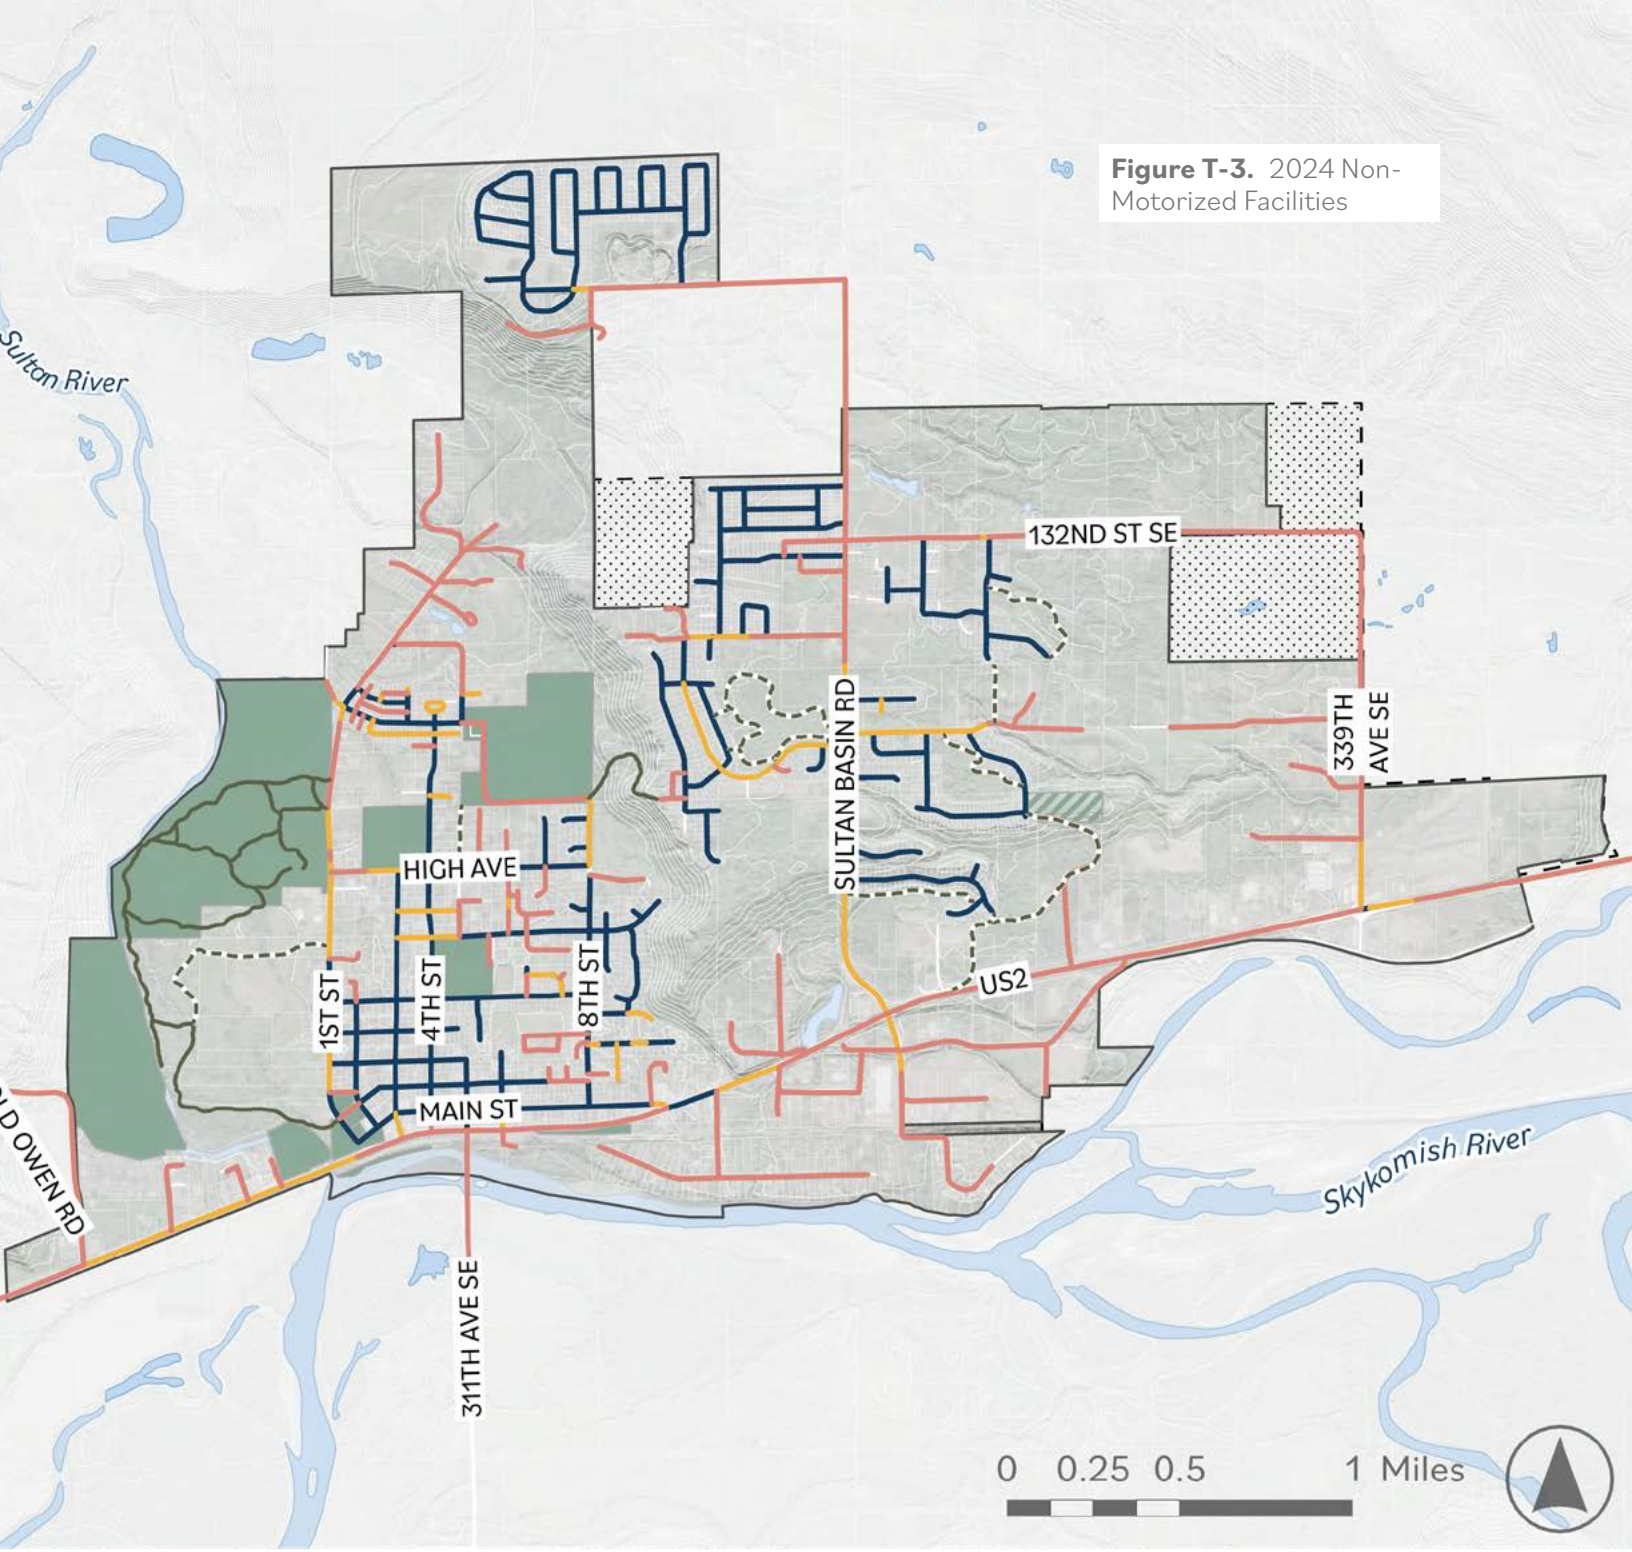 Figure T-3. 2024 Non-
Motorized Facilities
Sultan River
132ND ST SE
SULTAN BASIN RD
339TH
AVE SE
HIGH AVE
1ST ST
4TH ST
8TH ST
US2
MAIN ST
OLD OWEN RD
Skykomish River
311TH AVE SE
0 0.25 0.5 1 Miles